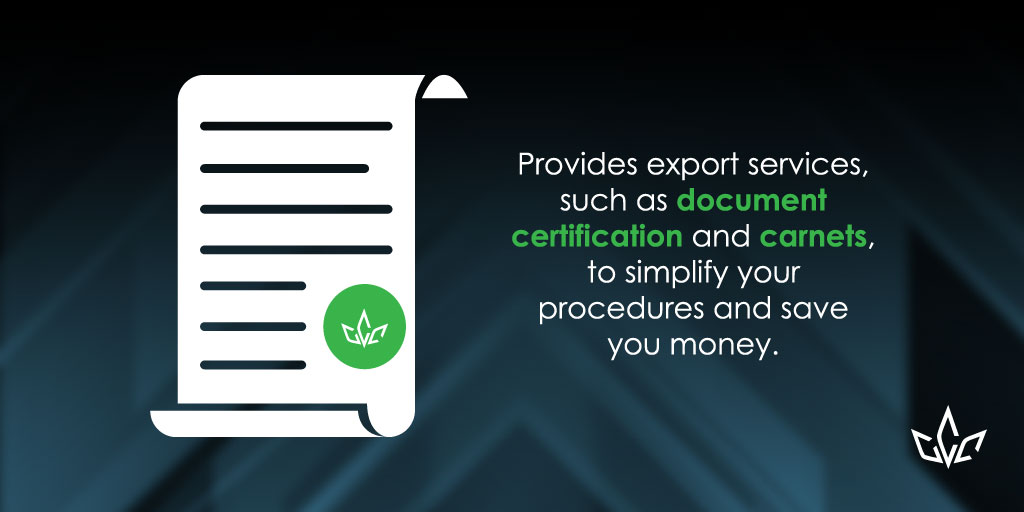 Provides export services,
such as document
certification and carnets,
to simplify your
procedures and save
you money.